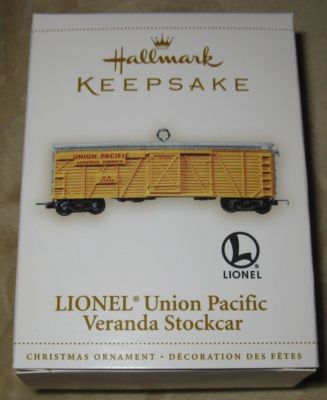 Hallmark
KEEPSAKE
UNION PACIFIC
LIONEL
LIONEL® Union Pacific
Veranda Stockcar
CHRISTMAS ORNAMENT • DÉCORATION DES FÊTES